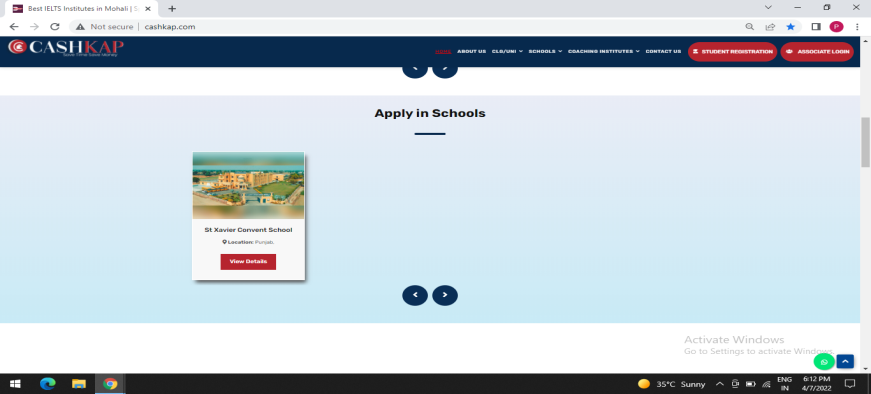 Best IELTS Institutes in Mohali | S
Not secure | cashkap.com
CASHKAP
HOME ABOUT US CLG/UNI SCHOOLS COACHING INSTITUTES CONTACT US STUDENT REGISTRATION ASSOCIATE LOGIN
Apply in Schools
St Xavier Convent School
Location: Punjab,
View Details
Activate Windows
Go to Settings to activate Windows.
35°C Sunny
ENG
IN
6:12 PM
4/7/2022
P